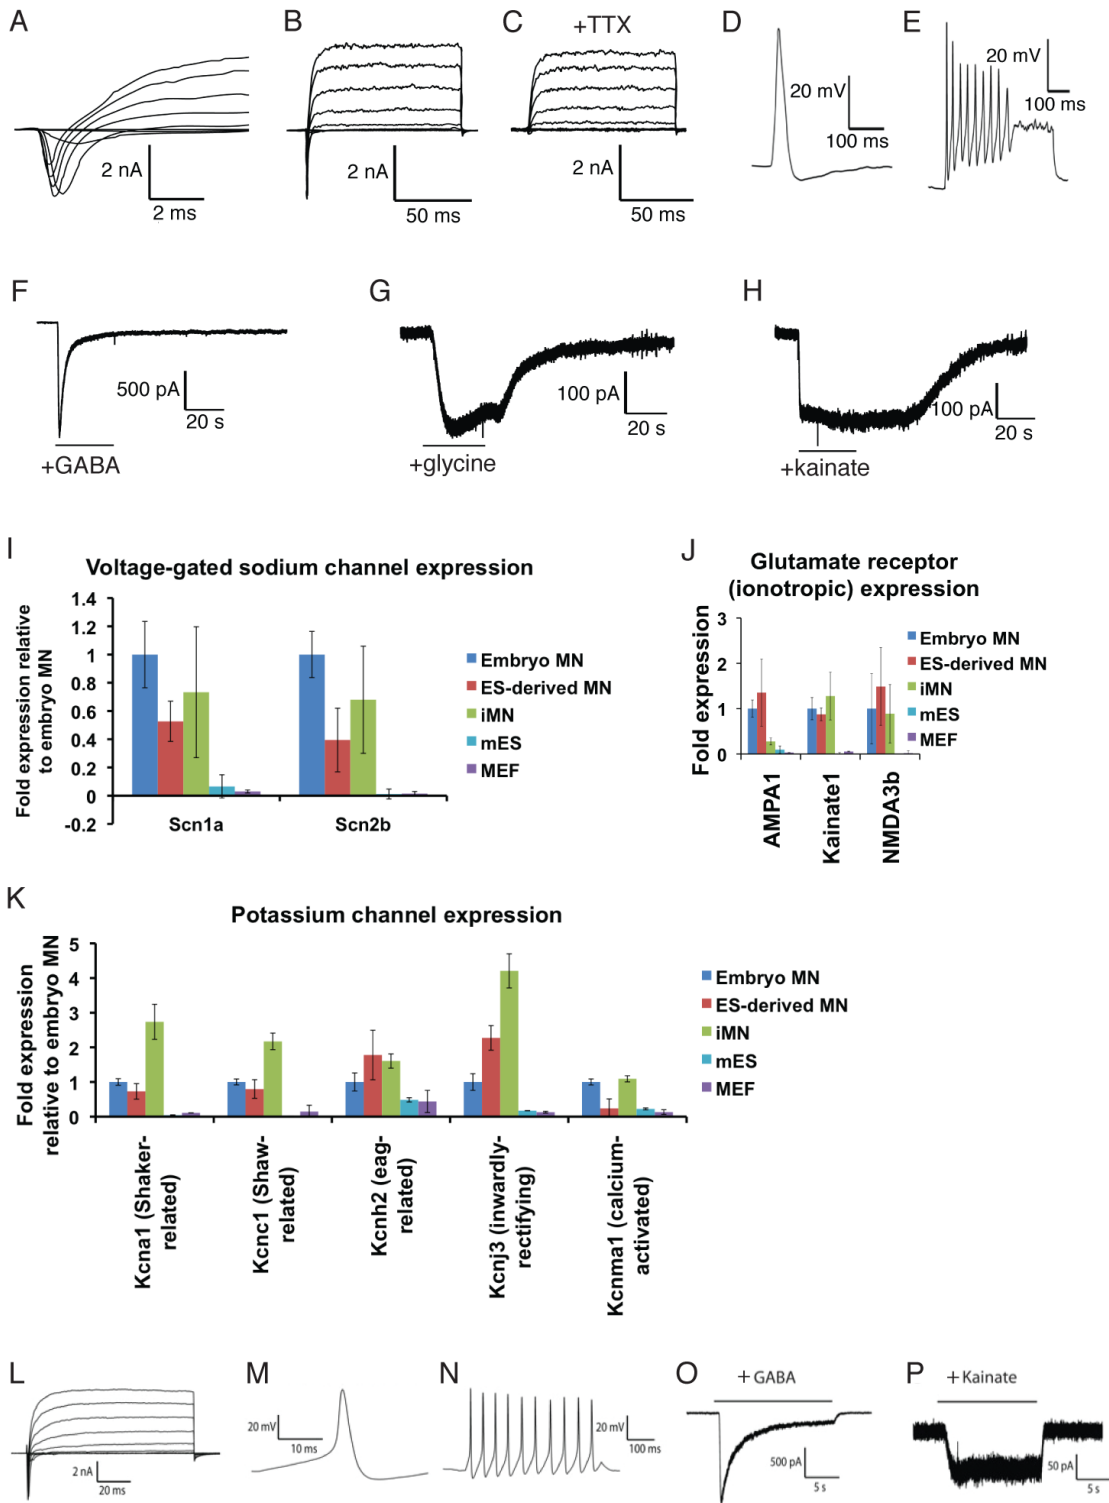 A
B
C
+TTX
D
E
2 nA
2 ms
2 nA
50 ms
2 nA
50 ms
20 mV
100 ms
20 mV
100 ms
F
G
H
500 pA
20 s
+GABA
100 pA
20 s
+glycine
100 pA
20 s
+kainate
I
Voltage-gated sodium channel expression
Fold expression relative
to embryo MN
1.4
1.2
1
0.8
0.6
0.4
0.2
0
-0.2
Scn1a
Scn2b
Embryo MN
ES-derived MN
iMN
mES
MEF
J
Glutamate receptor
(ionotropic) expression
Fold expression
3
2
1
0
AMPA1
Kainate1
NMDA3b
Embryo MN
ES-derived MN
iMN
mES
MEF
K
Potassium channel expression
Fold expression
relative to embryo MN
5
4
3
2
1
0
Kcna1 (Shaker-
related)
Kcnc1 (Shaw-
related)
Kcnh2 (eag-
related)
Kcnj3 (inwardly-
rectifying)
Kcnma1 (calcium-
activated)
Embryo MN
ES-derived MN
iMN
mES
MEF
L
2 nA
20 ms
M
20 mV
10 ms
N
20 mV
100 ms
O
+GABA
500 pA
5 s
P
+Kainate
50 pA
5 s